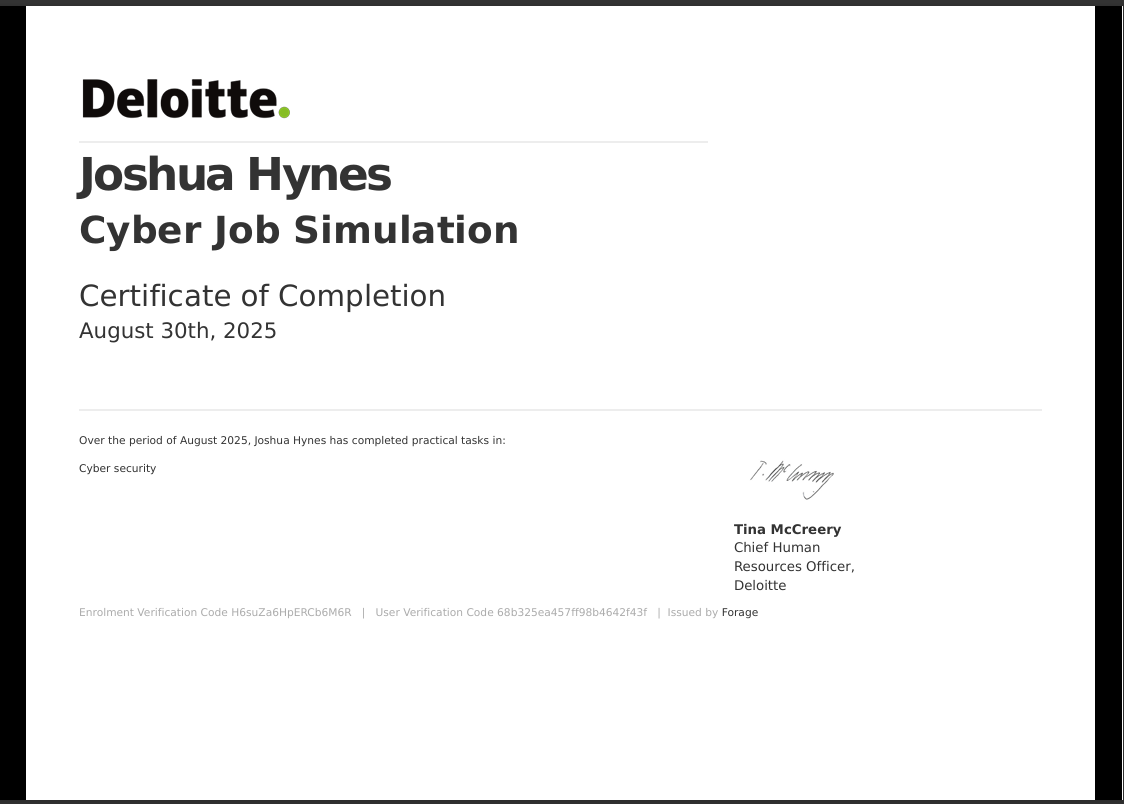 Deloitte.
Joshua Hynes
Cyber Job Simulation
Certificate of Completion
August 30th, 2025
Over the period of August 2025, Joshua Hynes has completed practical tasks in:
Cyber security
T. McCreery
Tina McCreery
Chief Human
Resources Officer,
Deloitte
Enrolment Verification Code H6suZa6HpERCb6M6R | User Verification Code 68b325ea457ff98b4642f43f | Issued by Forage